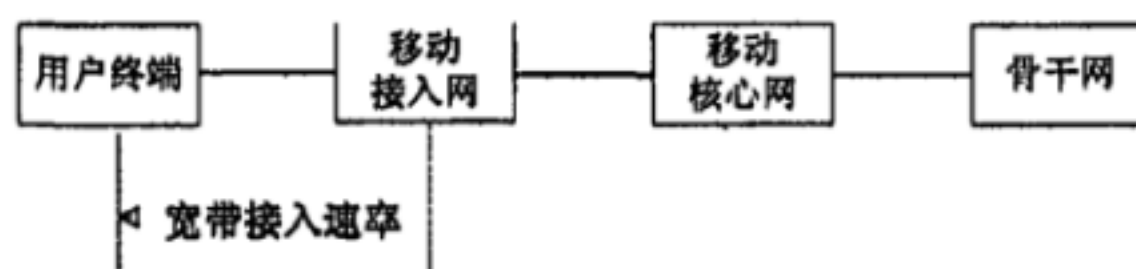 用户终端
移动
接入网
移动
核心网
骨干网
宽带接入速率